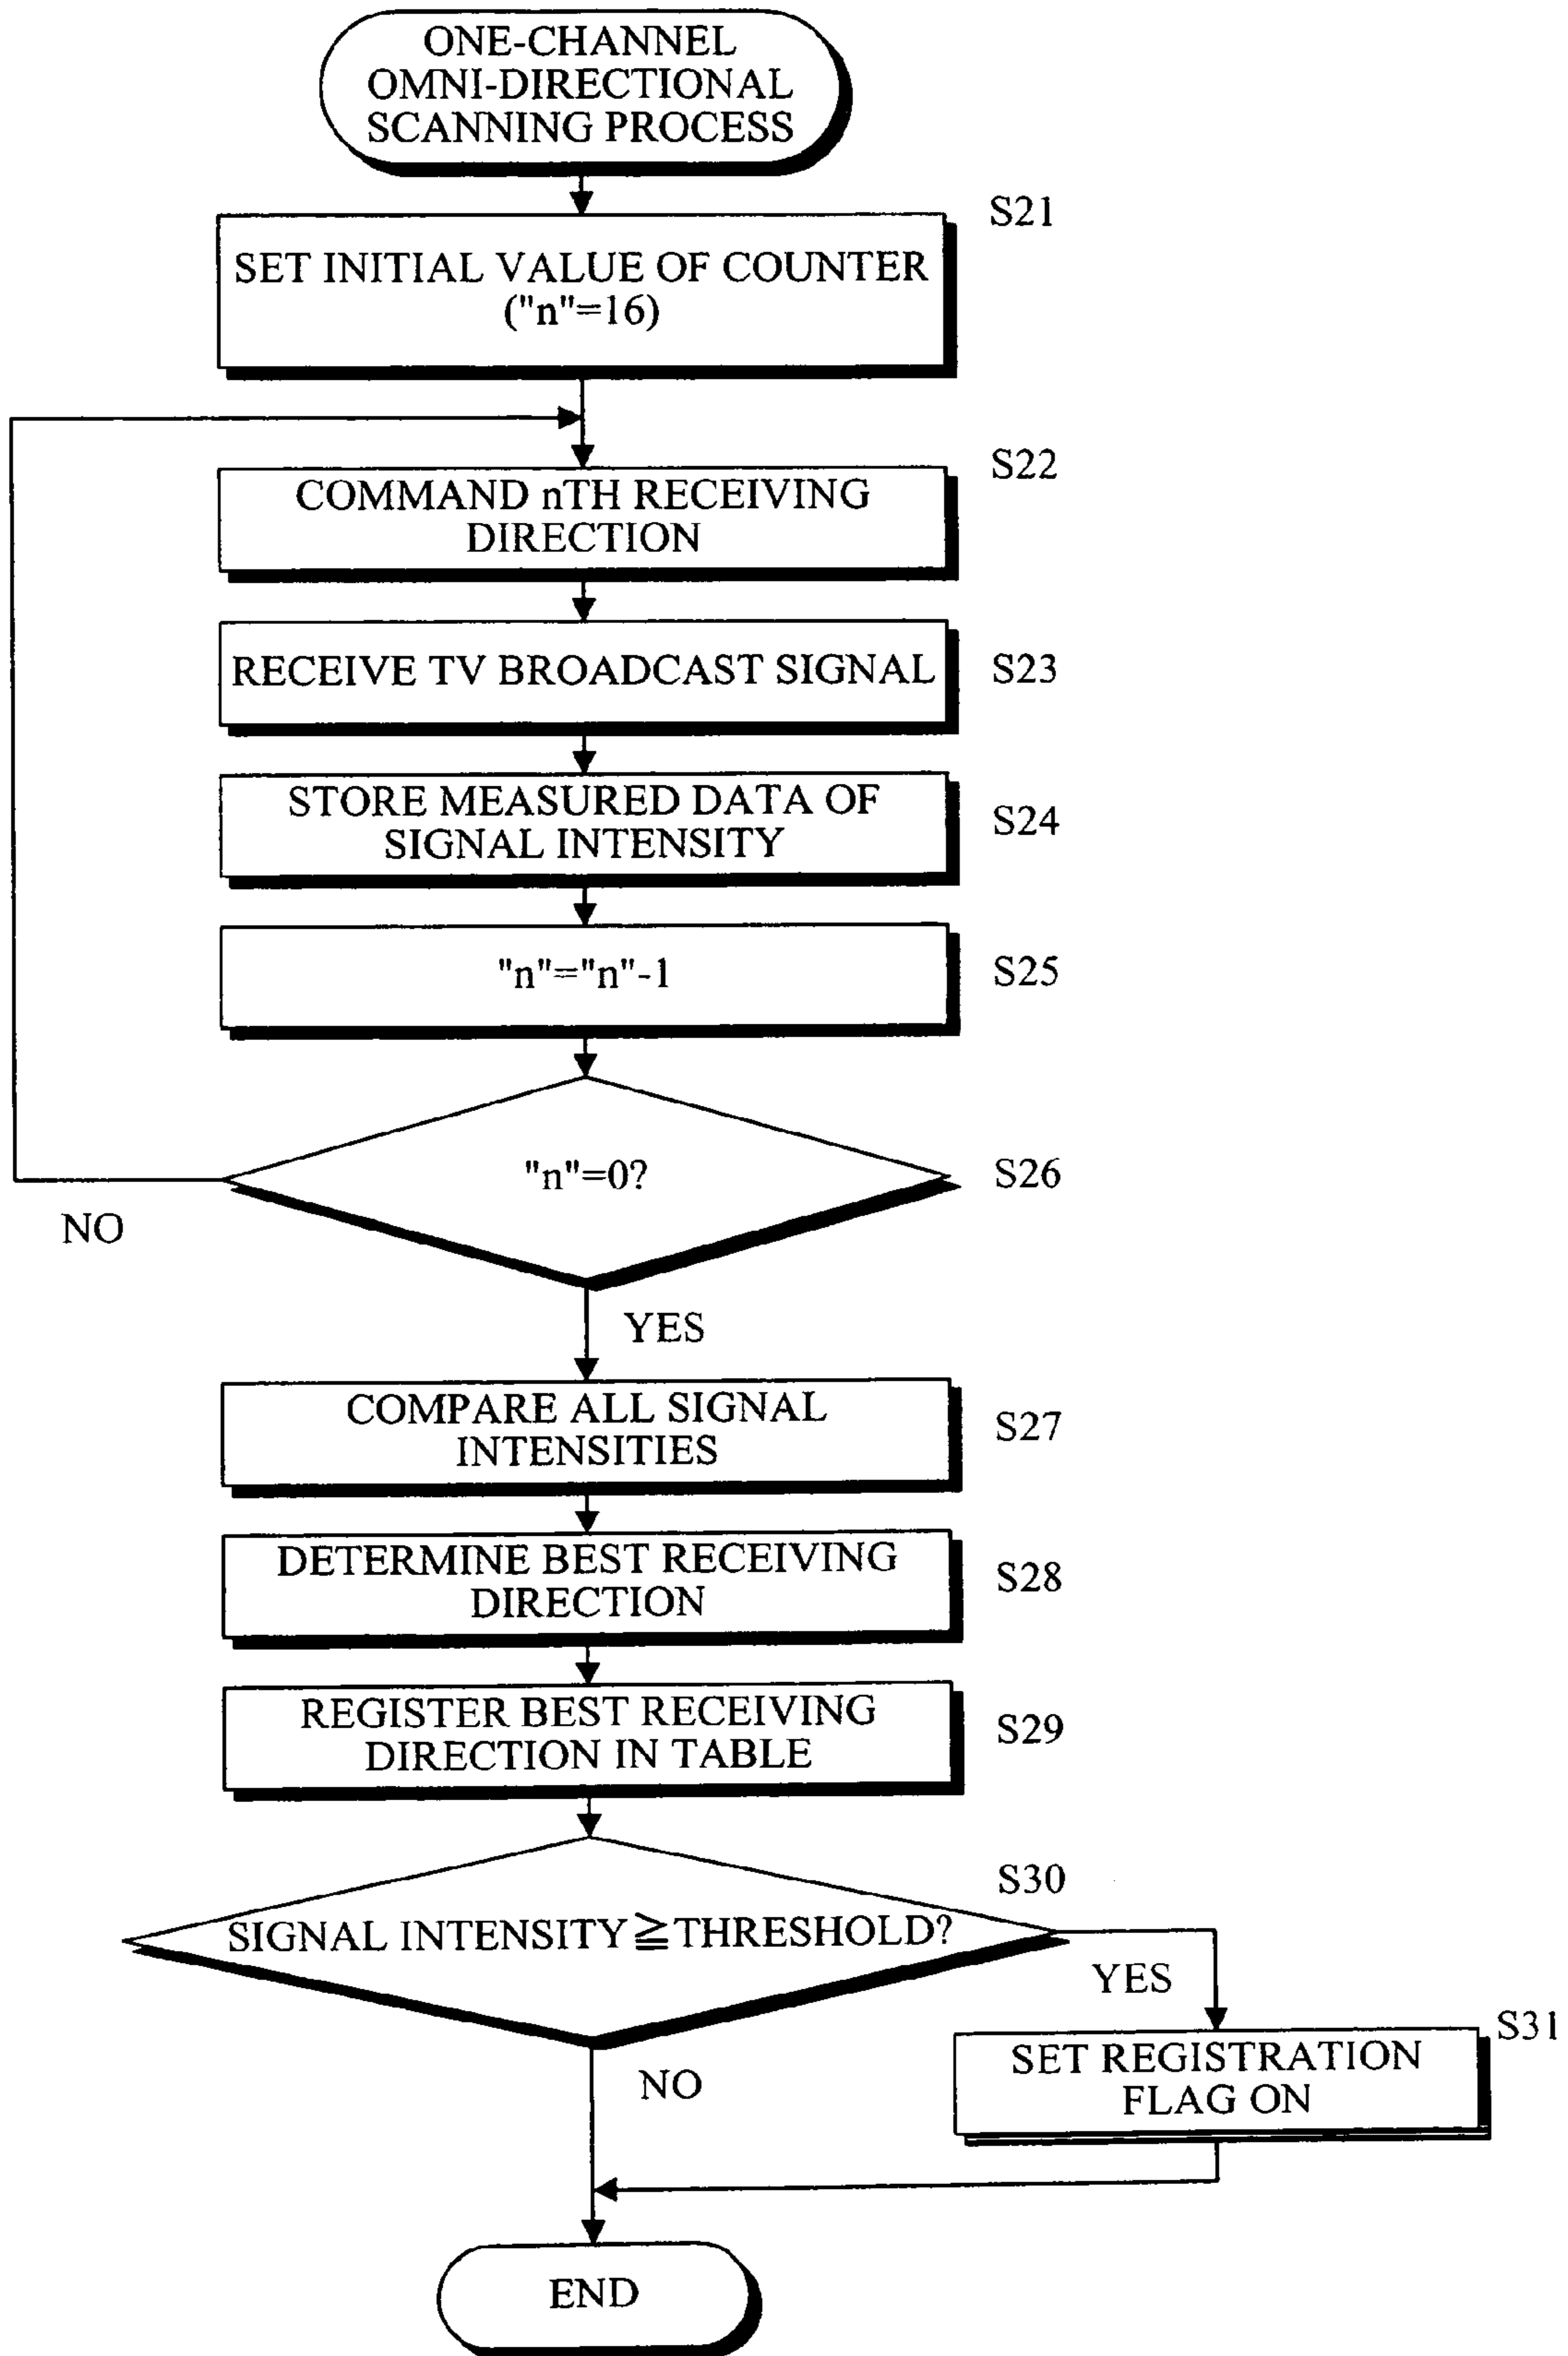 ONE-CHANNEL
OMNI-DIRECTIONAL
SCANNING PROCESS
S21
SET INITIAL VALUE OF COUNTER
("n"=16)
S22
COMMAND nTH RECEIVING
DIRECTION
RECEIVE TV BROADCAST SIGNAL
S23
STORE MEASURED DATA OF
SIGNAL INTENSITY
S24
"n"="n"-1
S25
"n"=0?
S26
NO
YES
COMPARE ALL SIGNAL
INTENSITIES
S27
DETERMINE BEST RECEIVING
DIRECTION
S28
REGISTER BEST RECEIVING
DIRECTION IN TABLE
S29
S30
SIGNAL INTENSITY≧THRESHOLD?
YES
S31
SET REGISTRATION
FLAG ON
NO
END